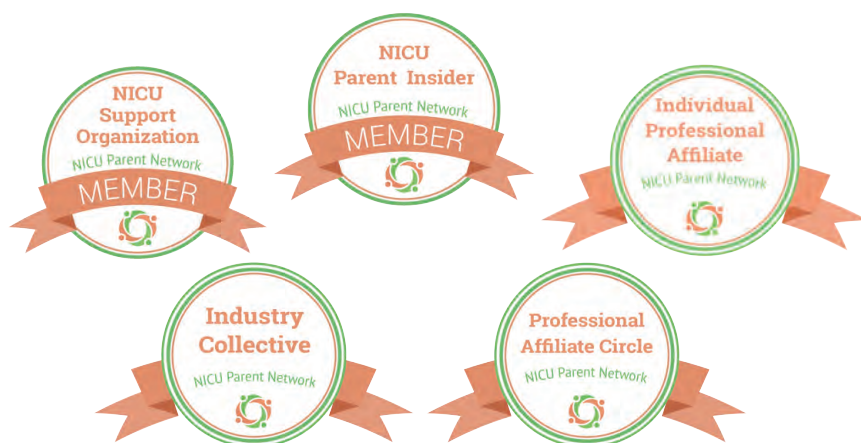 NICU
Support
Organization
NICU Parent Network
MEMBER
NICU
Parent Insider
NICU Parent Network
MEMBER
Individual
Professional
Affiliate
NICU Parent Network
Industry
Collective
NICU Parent Network
Professional
Affiliate Circle
NICU Parent Network